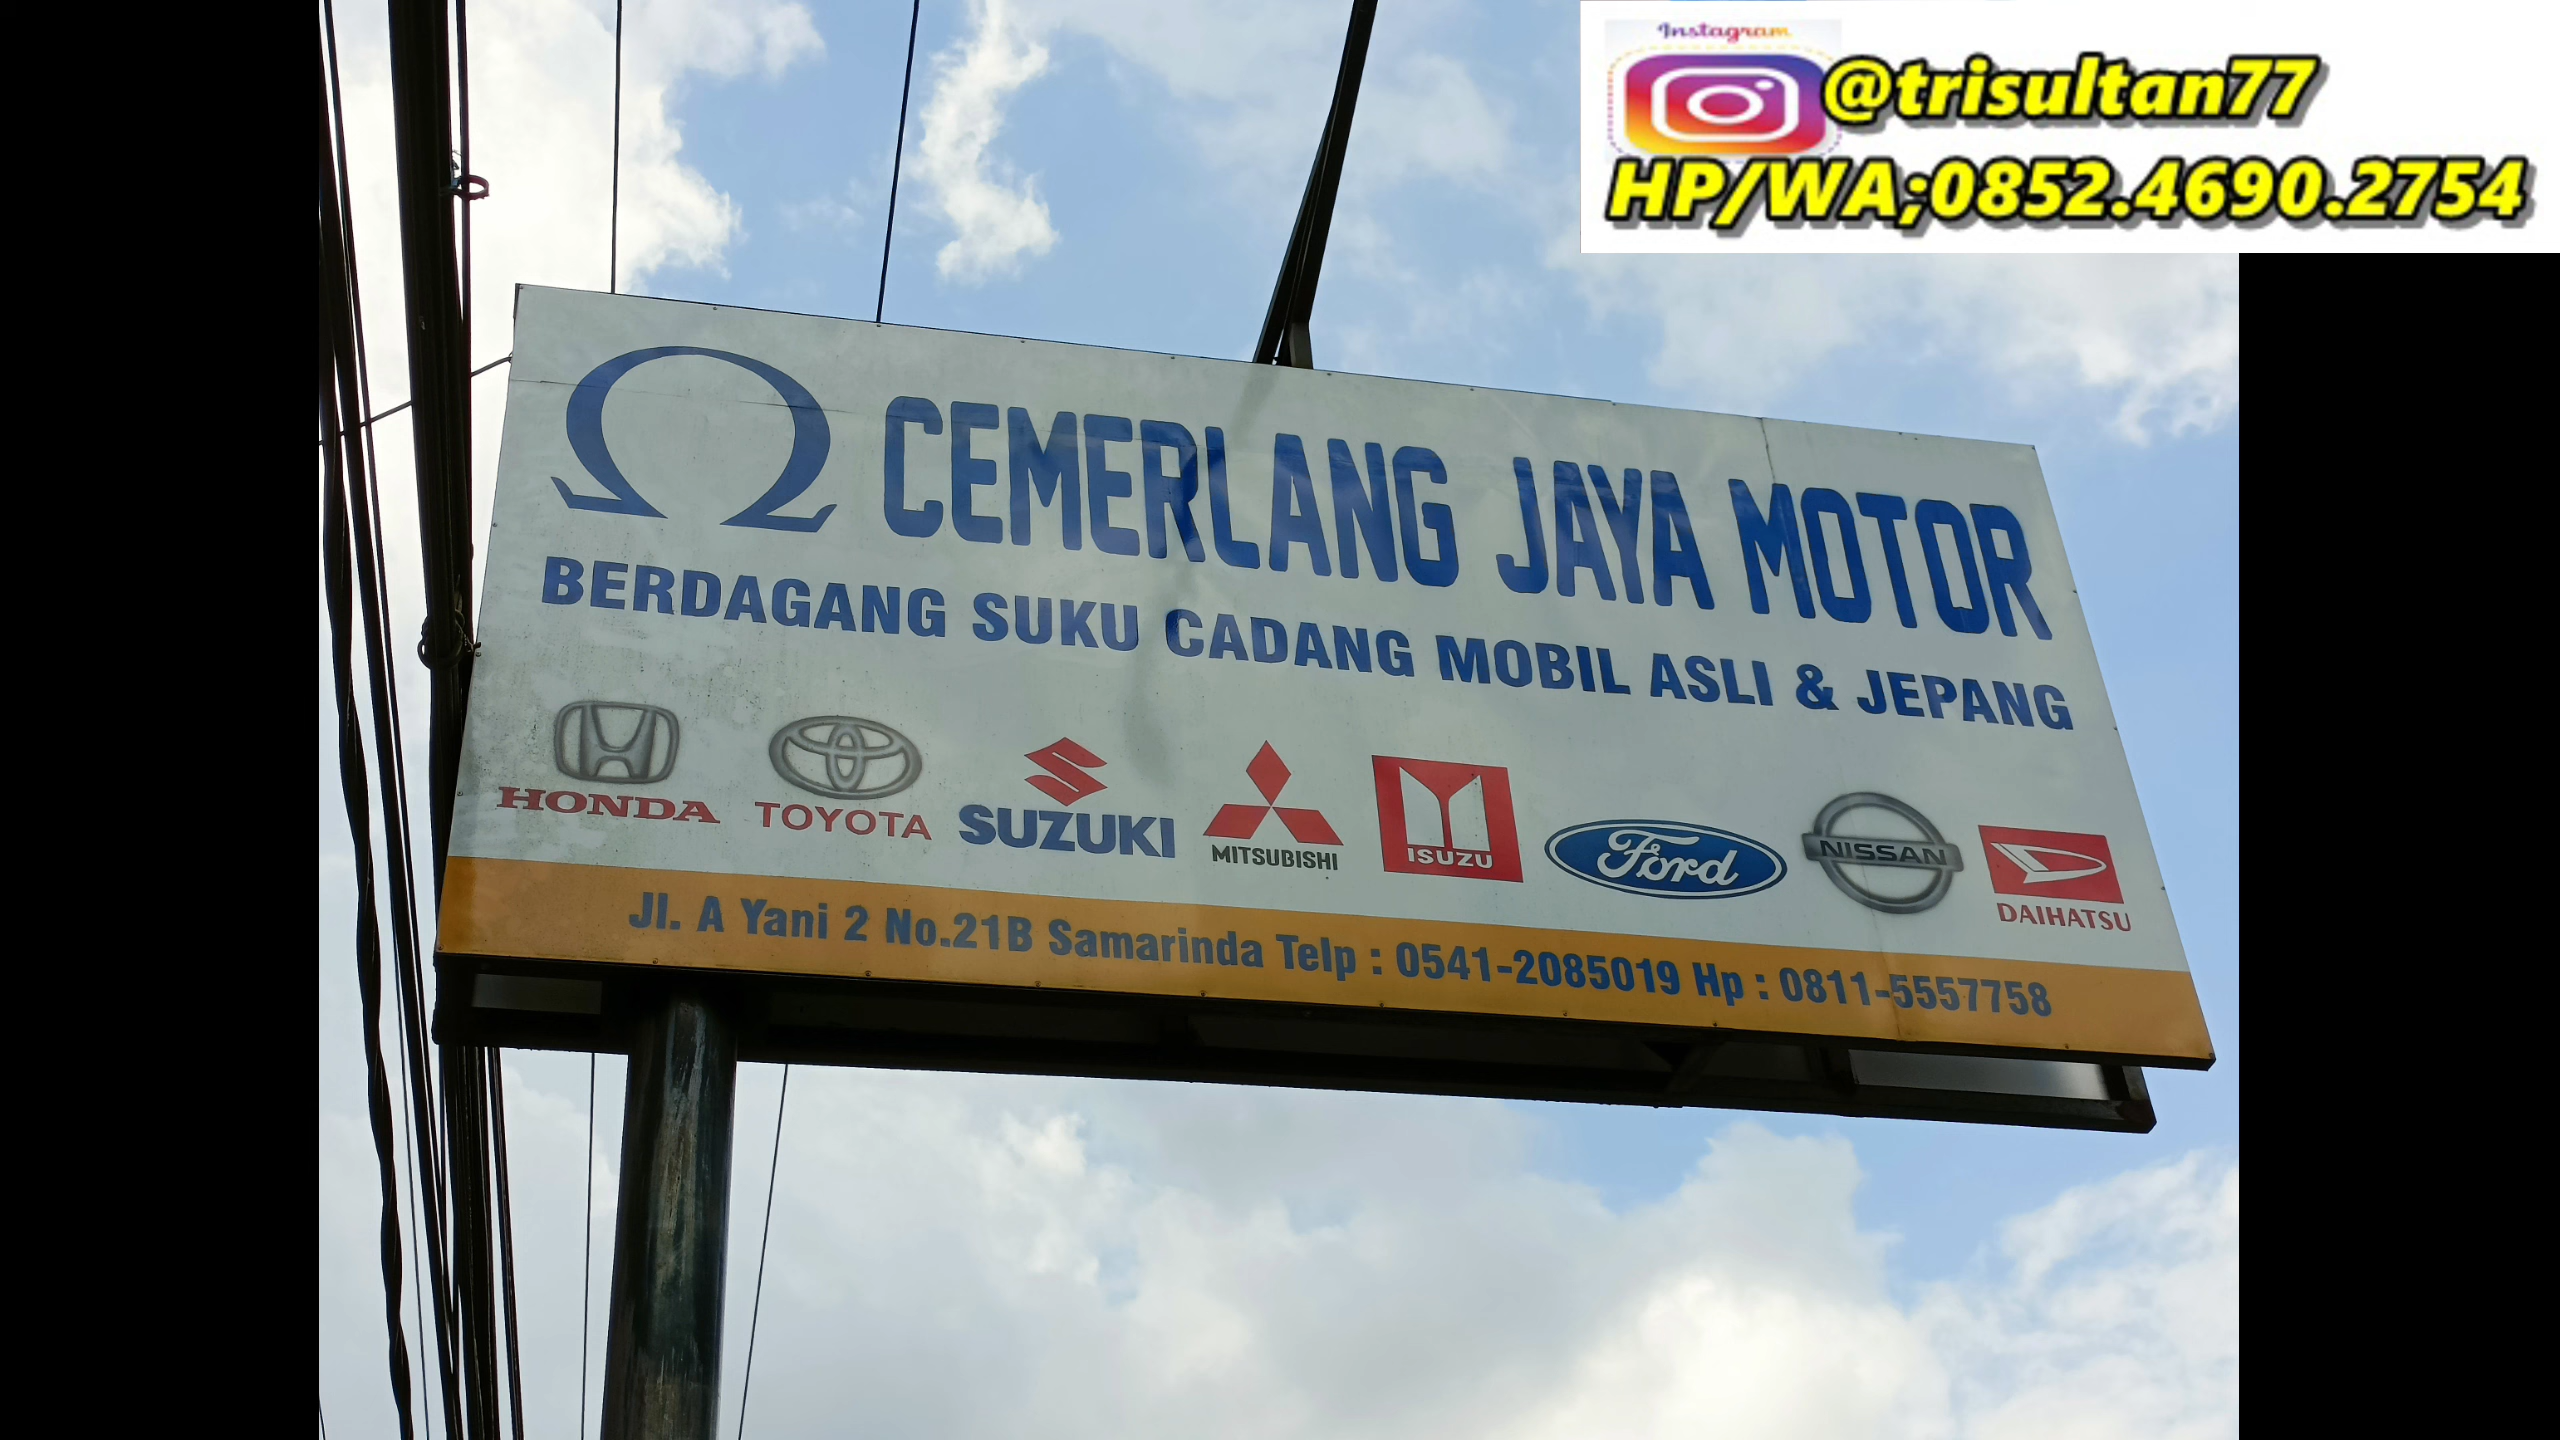 Instagram
@trisultan77
HP/WA;0852.4690.2754
Ω CEMERLANG JAYA MOTOR
BERDAGANG SUKU CADANG MOBIL ASLI & JEPANG
HONDA TOYOTA SUZUKI MITSUBISHI ISUZU Ford NISSAN DAIHATSU
Jl. A Yani 2 No.21B Samarinda Telp : 0541-2085019 Hp : 0811-5557758